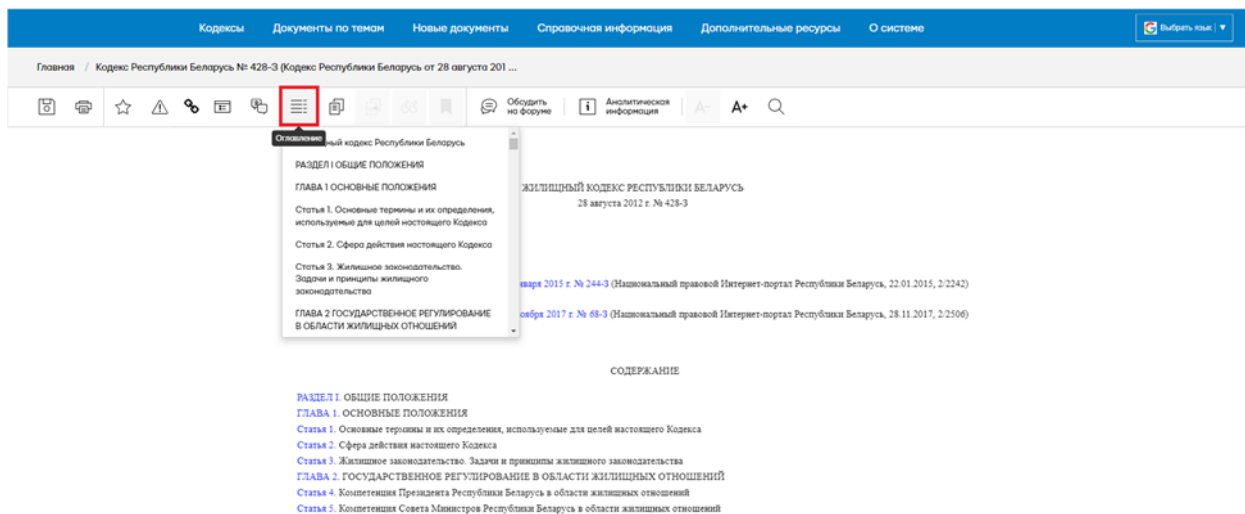 Кодексы Документы по темам Новые документы Справочная информация Дополнительные ресурсы О системе Выбрать язык | ▼
Главная / Кодекс Республики Беларусь № 428-З (Кодекс Республики Беларусь от 28 августа 201 ...
Обсудить на форуме
Аналитическая информация
A- A+
Оглавление
ный кодекс Республики Беларусь
РАЗДЕЛ I ОБЩИЕ ПОЛОЖЕНИЯ
ГЛАВА 1 ОСНОВНЫЕ ПОЛОЖЕНИЯ
Статья 1. Основные термины и их определения,
используемые для целей настоящего Кодекса
Статья 2. Сфера действия настоящего Кодекса
Статья 3. Жилищное законодательство.
Задачи и принципы жилищного
законодательства
ГЛАВА 2 ГОСУДАРСТВЕННОЕ РЕГУЛИРОВАНИЕ
В ОБЛАСТИ ЖИЛИЩНЫХ ОТНОШЕНИЙ
ЖИЛИЩНЫЙ КОДЕКС РЕСПУБЛИКИ БЕЛАРУСЬ
28 августа 2012 г. № 428-З
нваря 2015 г. № 244-З (Национальный правовой Интернет-портал Республики Беларусь, 22.01.2015, 2/2242)
оября 2017 г. № 68-З (Национальный правовой Интернет-портал Республики Беларусь, 28.11.2017, 2/2506)
СОДЕРЖАНИЕ
РАЗДЕЛ I. ОБЩИЕ ПОЛОЖЕНИЯ
ГЛАВА 1. ОСНОВНЫЕ ПОЛОЖЕНИЯ
Статья 1. Основные термины и их определения, используемые для целей настоящего Кодекса
Статья 2. Сфера действия настоящего Кодекса
Статья 3. Жилищное законодательство. Задачи и принципы жилищного законодательства
ГЛАВА 2. ГОСУДАРСТВЕННОЕ РЕГУЛИРОВАНИЕ В ОБЛАСТИ ЖИЛИЩНЫХ ОТНОШЕНИЙ
Статья 4. Компетенция Президента Республики Беларусь в области жилищных отношений
Статья 5. Компетенция Совета Министров Республики Беларусь в области жилищных отношений